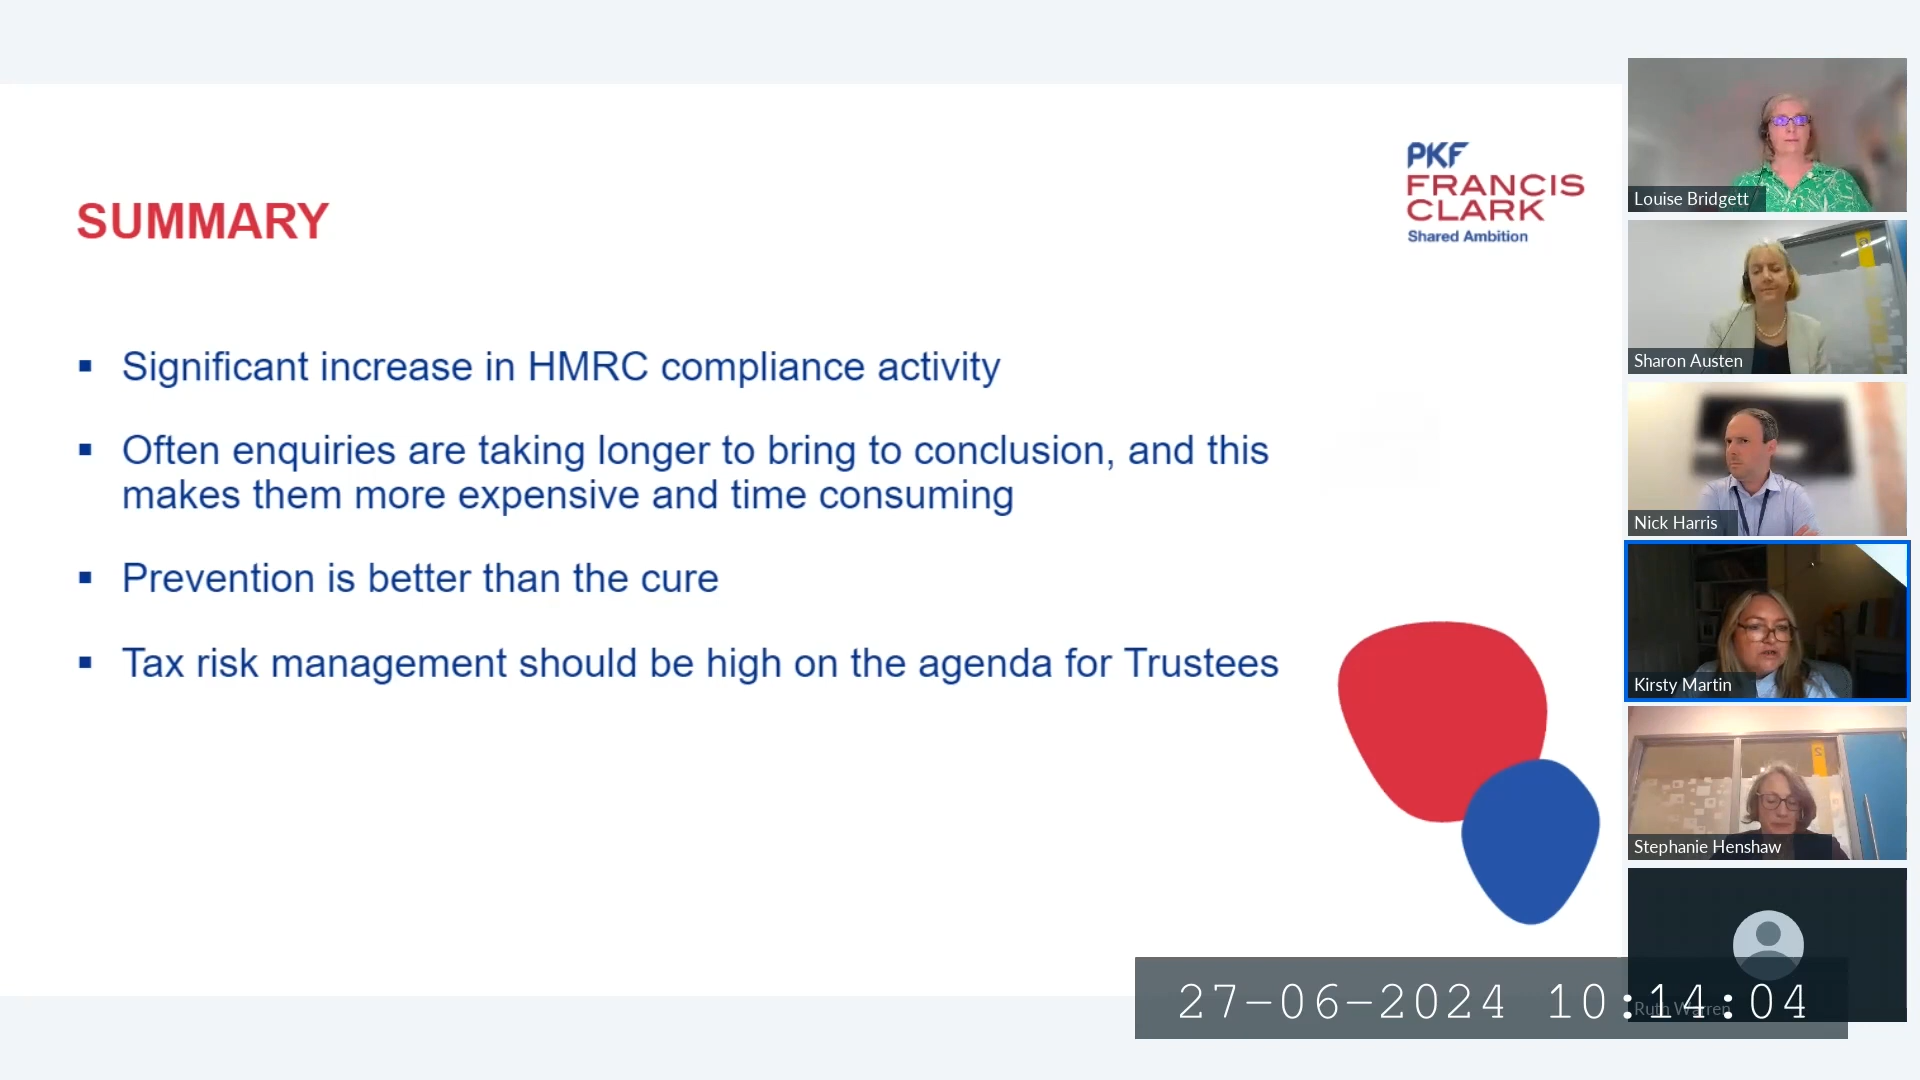 SUMMARY
PKF
FRANCIS
CLARK
Shared Ambition
▪ Significant increase in HMRC compliance activity
▪ Often enquiries are taking longer to bring to conclusion, and this
makes them more expensive and time consuming
▪ Prevention is better than the cure
▪ Tax risk management should be high on the agenda for Trustees
Louise Bridgett
Sharon Austen
Nick Harris
Kirsty Martin
Stephanie Henshaw
Ruth Warren
27-06-2024 10:14:04